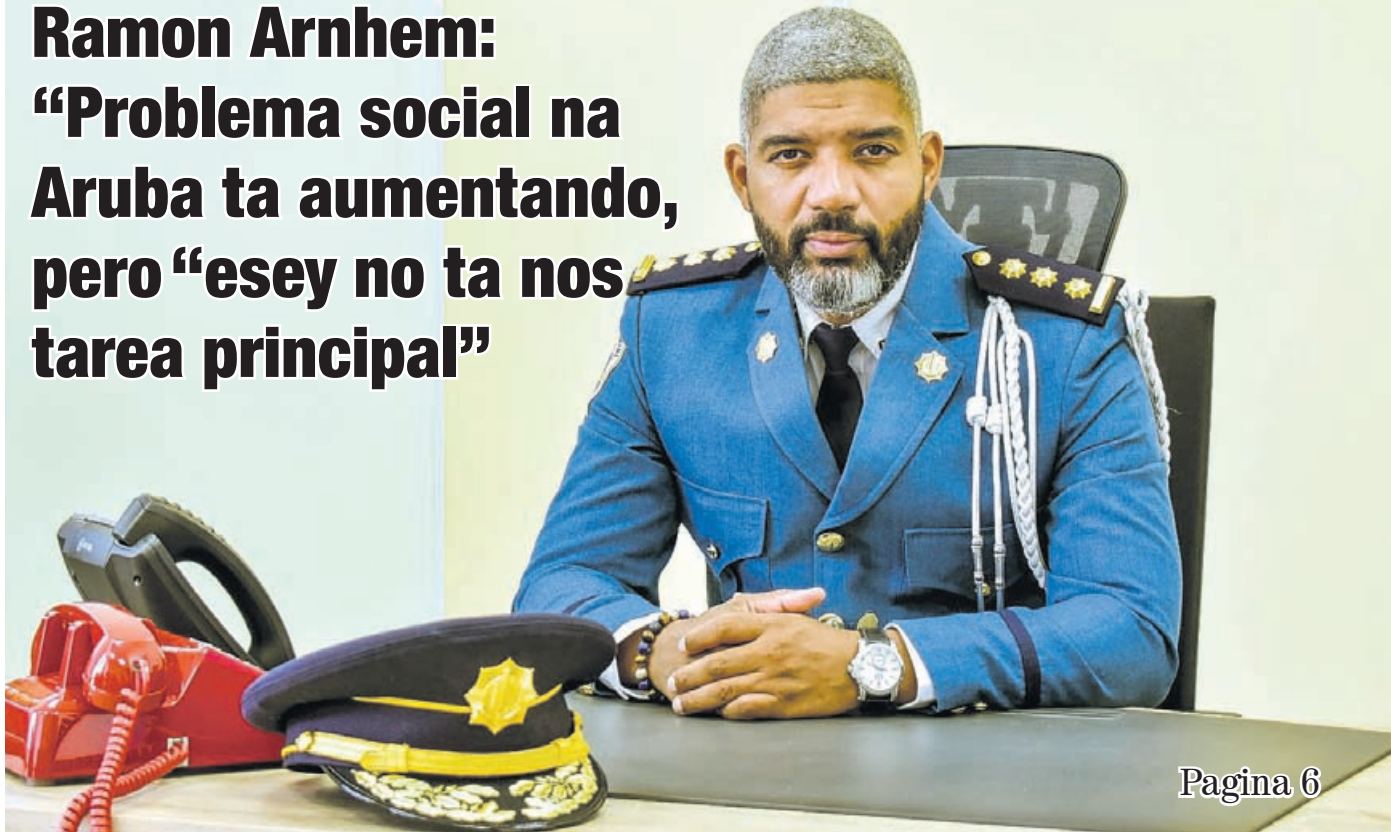 Ramon Arnhem:
“Problema social na
Aruba ta aumentando,
pero “esey no ta nos
tarea principal”
Pagina 6